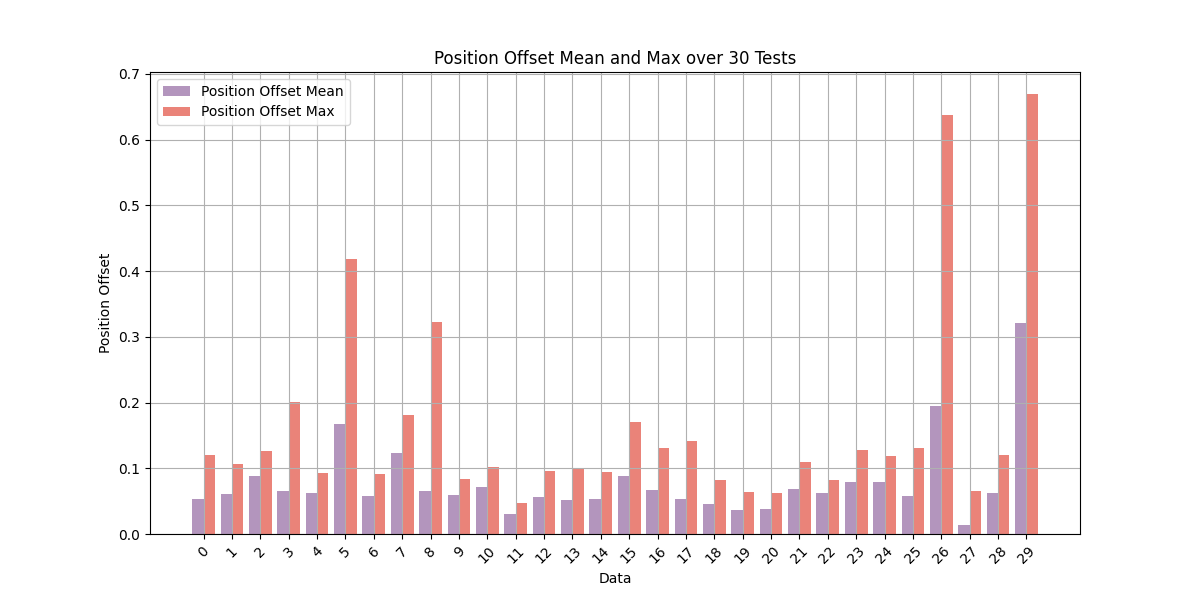 Position Offset Mean and Max over 30 Tests
Position Offset Mean
Position Offset Max
0.7
0.6
0.5
0.4
0.3
0.2
0.1
0.0
Position Offset
0 1 2 3 4 5 6 7 8 9 10 11 12 13 14 15 16 17 18 19 20 21 22 23 24 25 26 27 28 29
Data